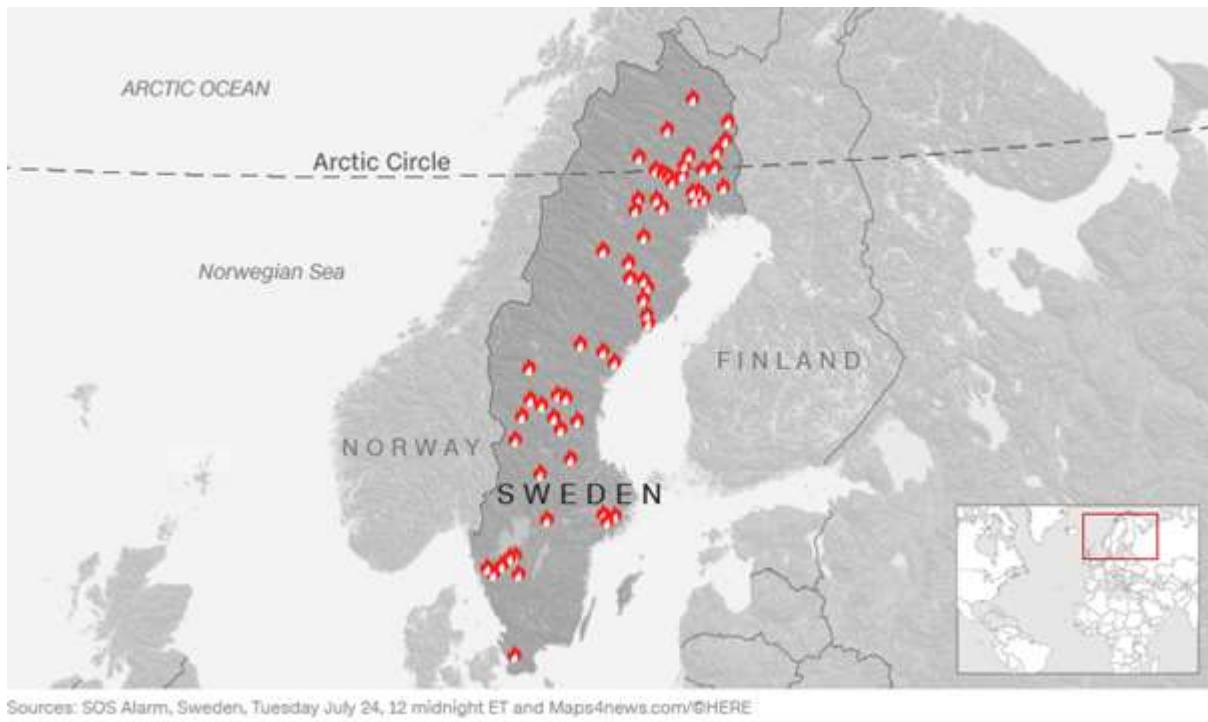 ARCTIC OCEAN
Arctic Circle
Norwegian Sea
FINLAND
NORWAY
SWEDEN
Sources: SOS Alarm, Sweden, Tuesday July 24, 12 midnight ET and Maps4news.com/©HERE